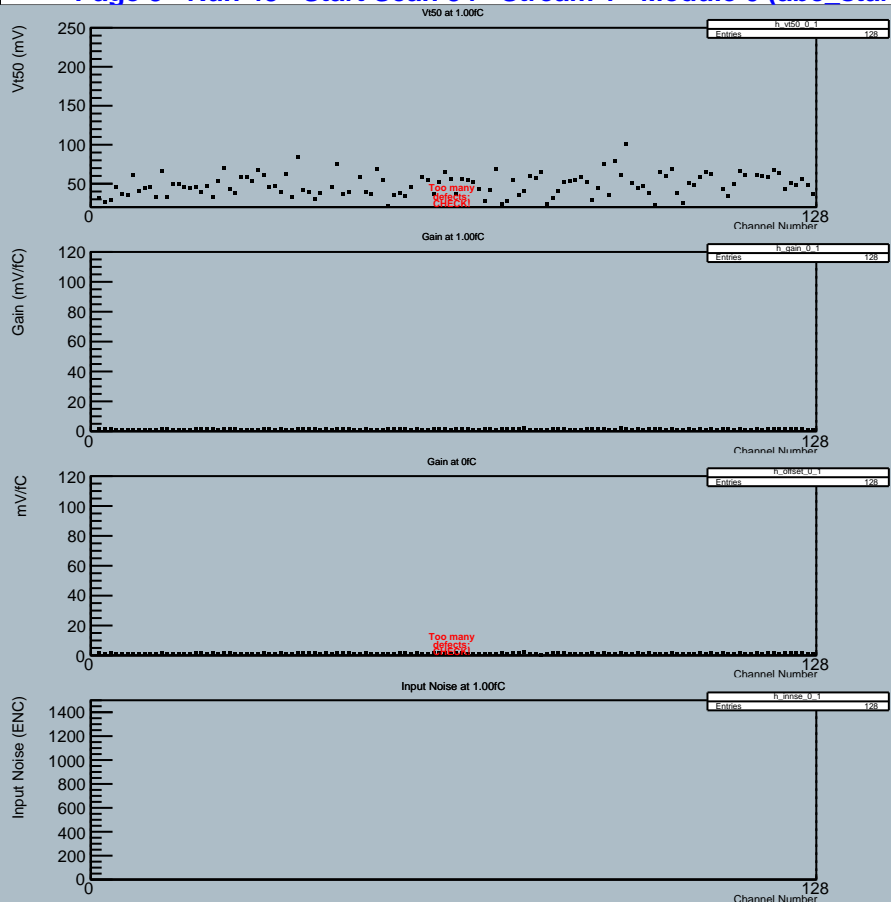 Vt50 at 1.00fC
h_vt50_0_1
Entries 128
Vt50 (mV)
250
200
150
100
50
Too many
defects;
CHECK!
0
128
Channel Number
Gain at 1.00fC
h_gain_0_1
Entries 128
Gain (mV/fC)
120
100
80
60
40
20
0
0
128
Channel Number
Gain at 0fC
h_offset_0_1
Entries 128
mV/fC
120
100
80
60
40
20
Too many
defects;
CHECK!
0
0
128
Channel Number
Input Noise at 1.00fC
h_innse_0_1
Entries 128
Input Noise (ENC)
1400
1200
1000
800
600
400
200
0
0
128
Channel Number